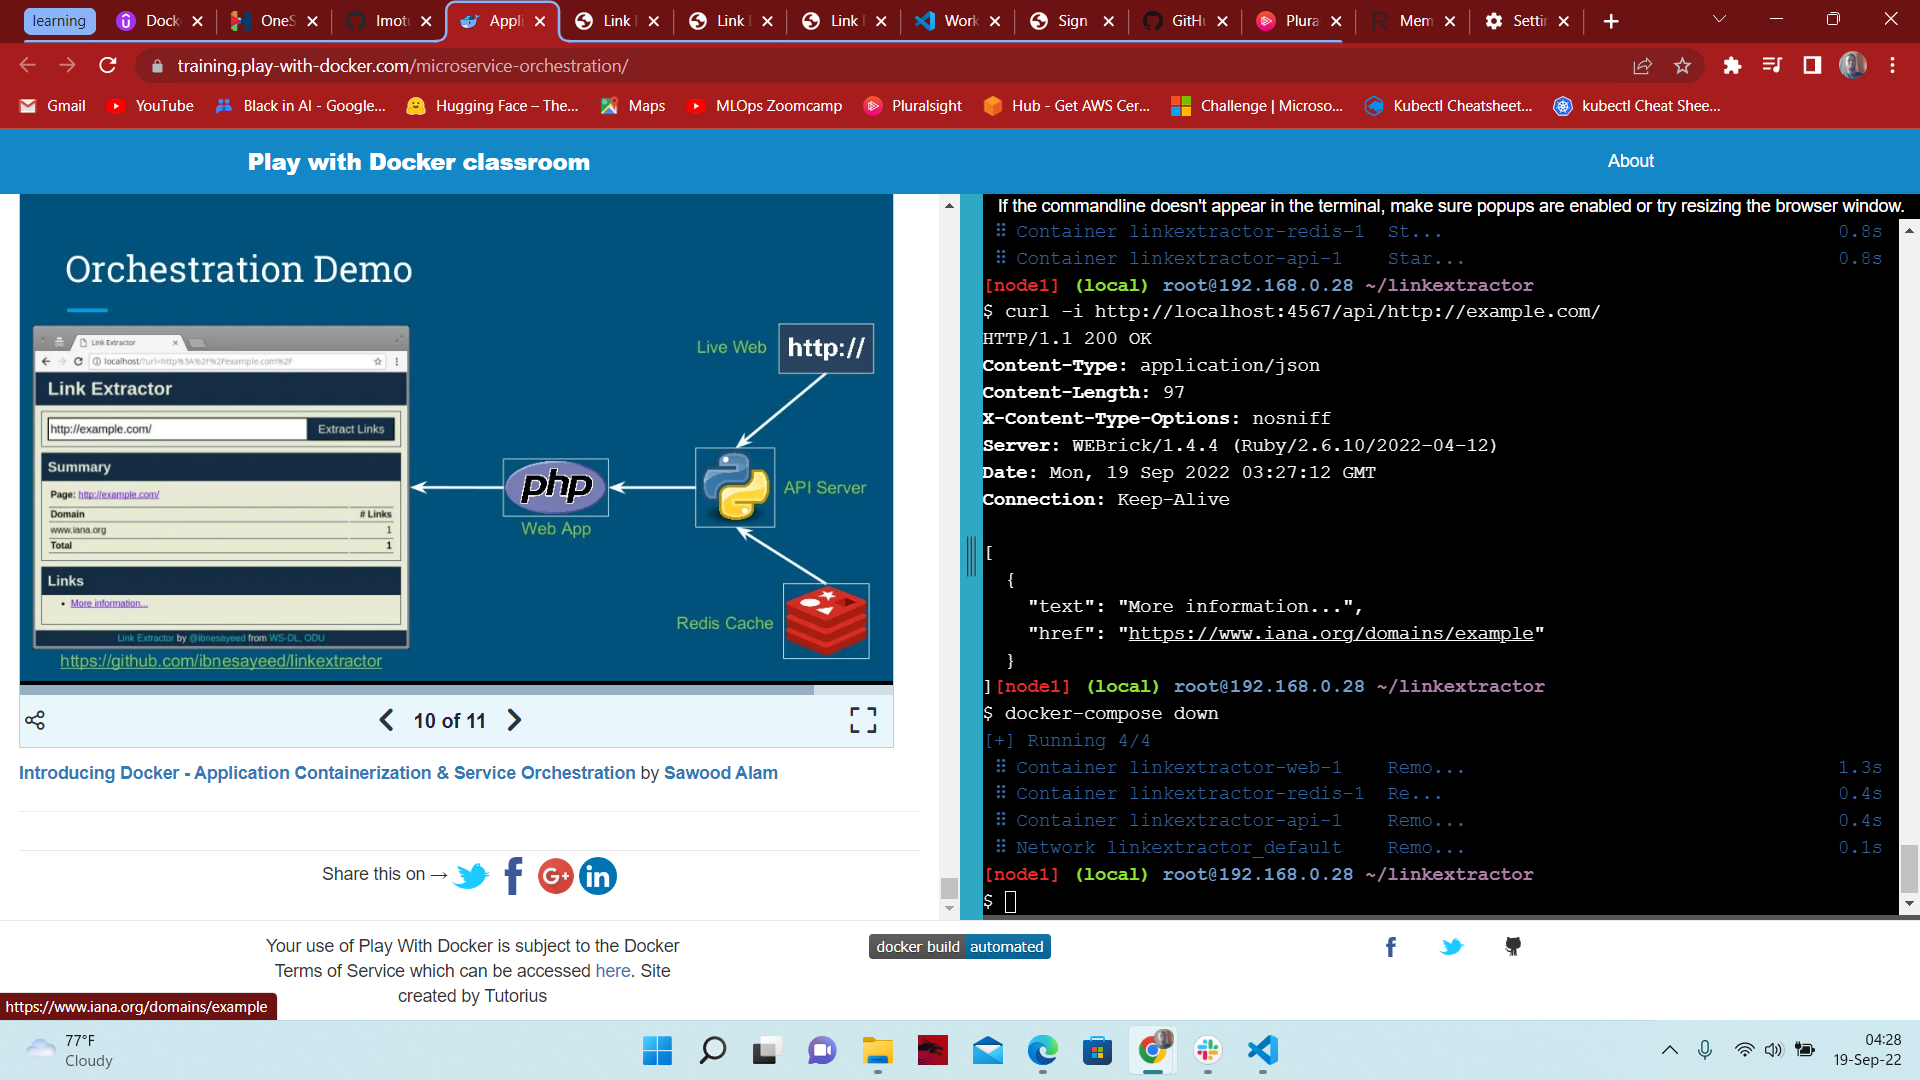 learning
Dock
OneS
Imotu
Appli
Link
Link
Link
Work
Sign
GitHu
Plura
Mem
Settin
training.play-with-docker.com/microservice-orchestration/
Gmail
YouTube
Black in AI - Google...
Hugging Face – The...
Maps
MLOps Zoomcamp
Pluralsight
Hub - Get AWS Cer...
Challenge | Microso...
Kubectl Cheatsheet...
kubectl Cheat Shee...
Play with Docker classroom
About
Orchestration Demo
Link Extractor
localhost/?url=http%3A%2F%2Fexample.com%2F
Link Extractor
http://example.com/
Extract Links
Summary
Page: http://example.com/
Domain # Links
www.iana.org 1
Total 1
Links
• More information...
Link Extractor by @ibnesayeed from WS-DL, ODU
https://github.com/ibnesayeed/linkextractor
php
Web App
Live Web
http://
API Server
Redis Cache
10 of 11
Introducing Docker - Application Containerization & Service Orchestration by Sawood Alam
Share this on →
If the commandline doesn't appear in the terminal, make sure popups are enabled or try resizing the browser window.
⠿ Container linkextractor-redis-1 St... 0.8s
⠿ Container linkextractor-api-1 Star... 0.8s
[node1] (local) root@192.168.0.28 ~/linkextractor
$ curl -i http://localhost:4567/api/http://example.com/
HTTP/1.1 200 OK
Content-Type: application/json
Content-Length: 97
X-Content-Type-Options: nosniff
Server: WEBrick/1.4.4 (Ruby/2.6.10/2022-04-12)
Date: Mon, 19 Sep 2022 03:27:12 GMT
Connection: Keep-Alive
[
{
"text": "More information...",
"href": "https://www.iana.org/domains/example"
}
][node1] (local) root@192.168.0.28 ~/linkextractor
$ docker-compose down
[+] Running 4/4
⠿ Container linkextractor-web-1 Remo... 1.3s
⠿ Container linkextractor-redis-1 Re... 0.4s
⠿ Container linkextractor-api-1 Remo... 0.4s
⠿ Network linkextractor_default Remo... 0.1s
[node1] (local) root@192.168.0.28 ~/linkextractor
$
Your use of Play With Docker is subject to the Docker
Terms of Service which can be accessed here. Site
created by Tutorius
docker build automated
https://www.iana.org/domains/example
77°F
Cloudy
04:28
19-Sep-22